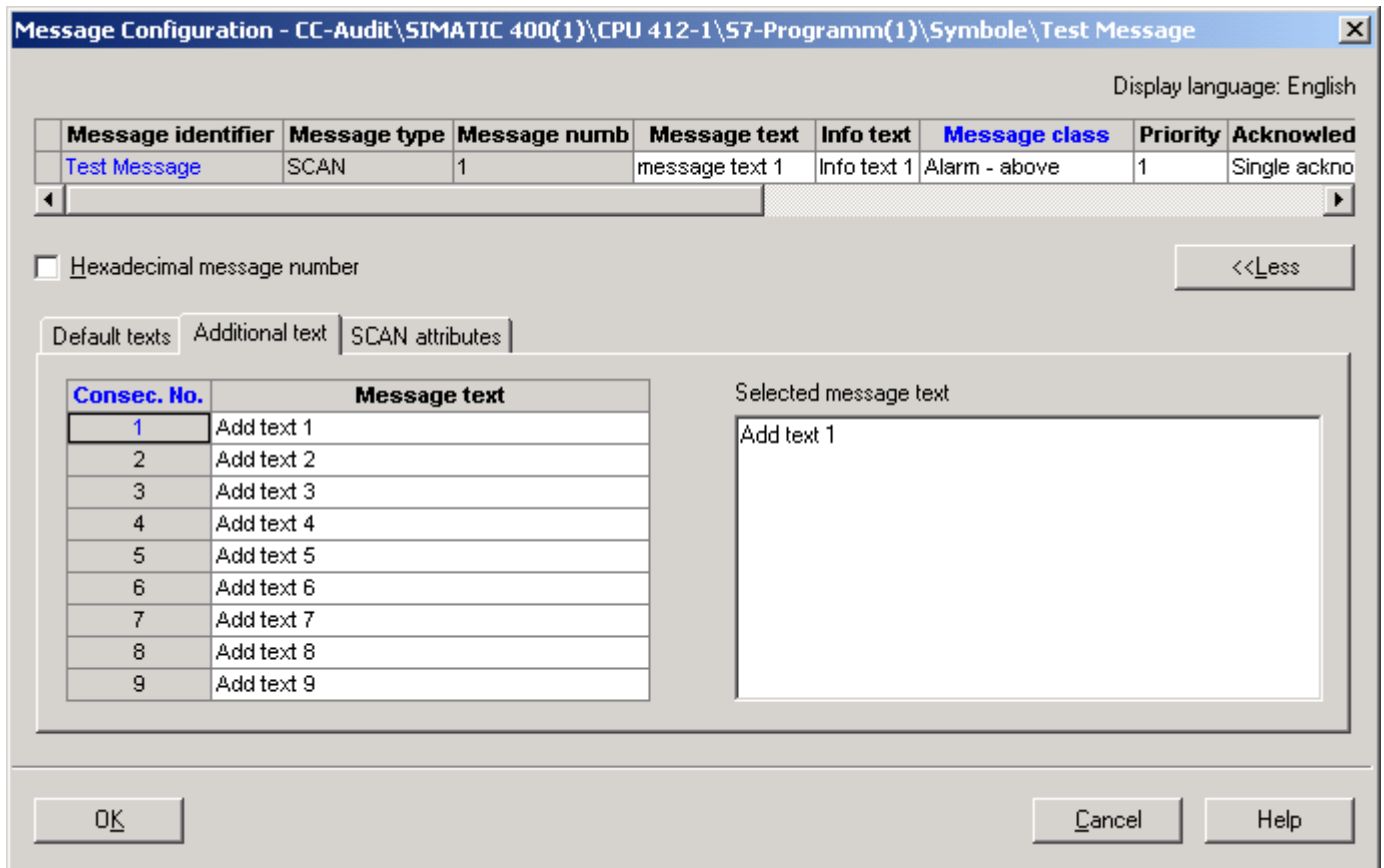 Message Configuration - CC-Audit\SIMATIC 400(1)\CPU 412-1\S7-Programm(1)\Symbole\Test Message
Display language: English
Message identifier Message type Message numb Message text Info text Message class Priority Acknowled
Test Message SCAN 1 message text 1 Info text 1 Alarm - above 1 Single ackno
Hexadecimal message number <<Less
Default texts Additional text SCAN attributes
Consec. No. Message text Selected message text
1 Add text 1 Add text 1
2 Add text 2
3 Add text 3
4 Add text 4
5 Add text 5
6 Add text 6
7 Add text 7
8 Add text 8
9 Add text 9
OK Cancel Help